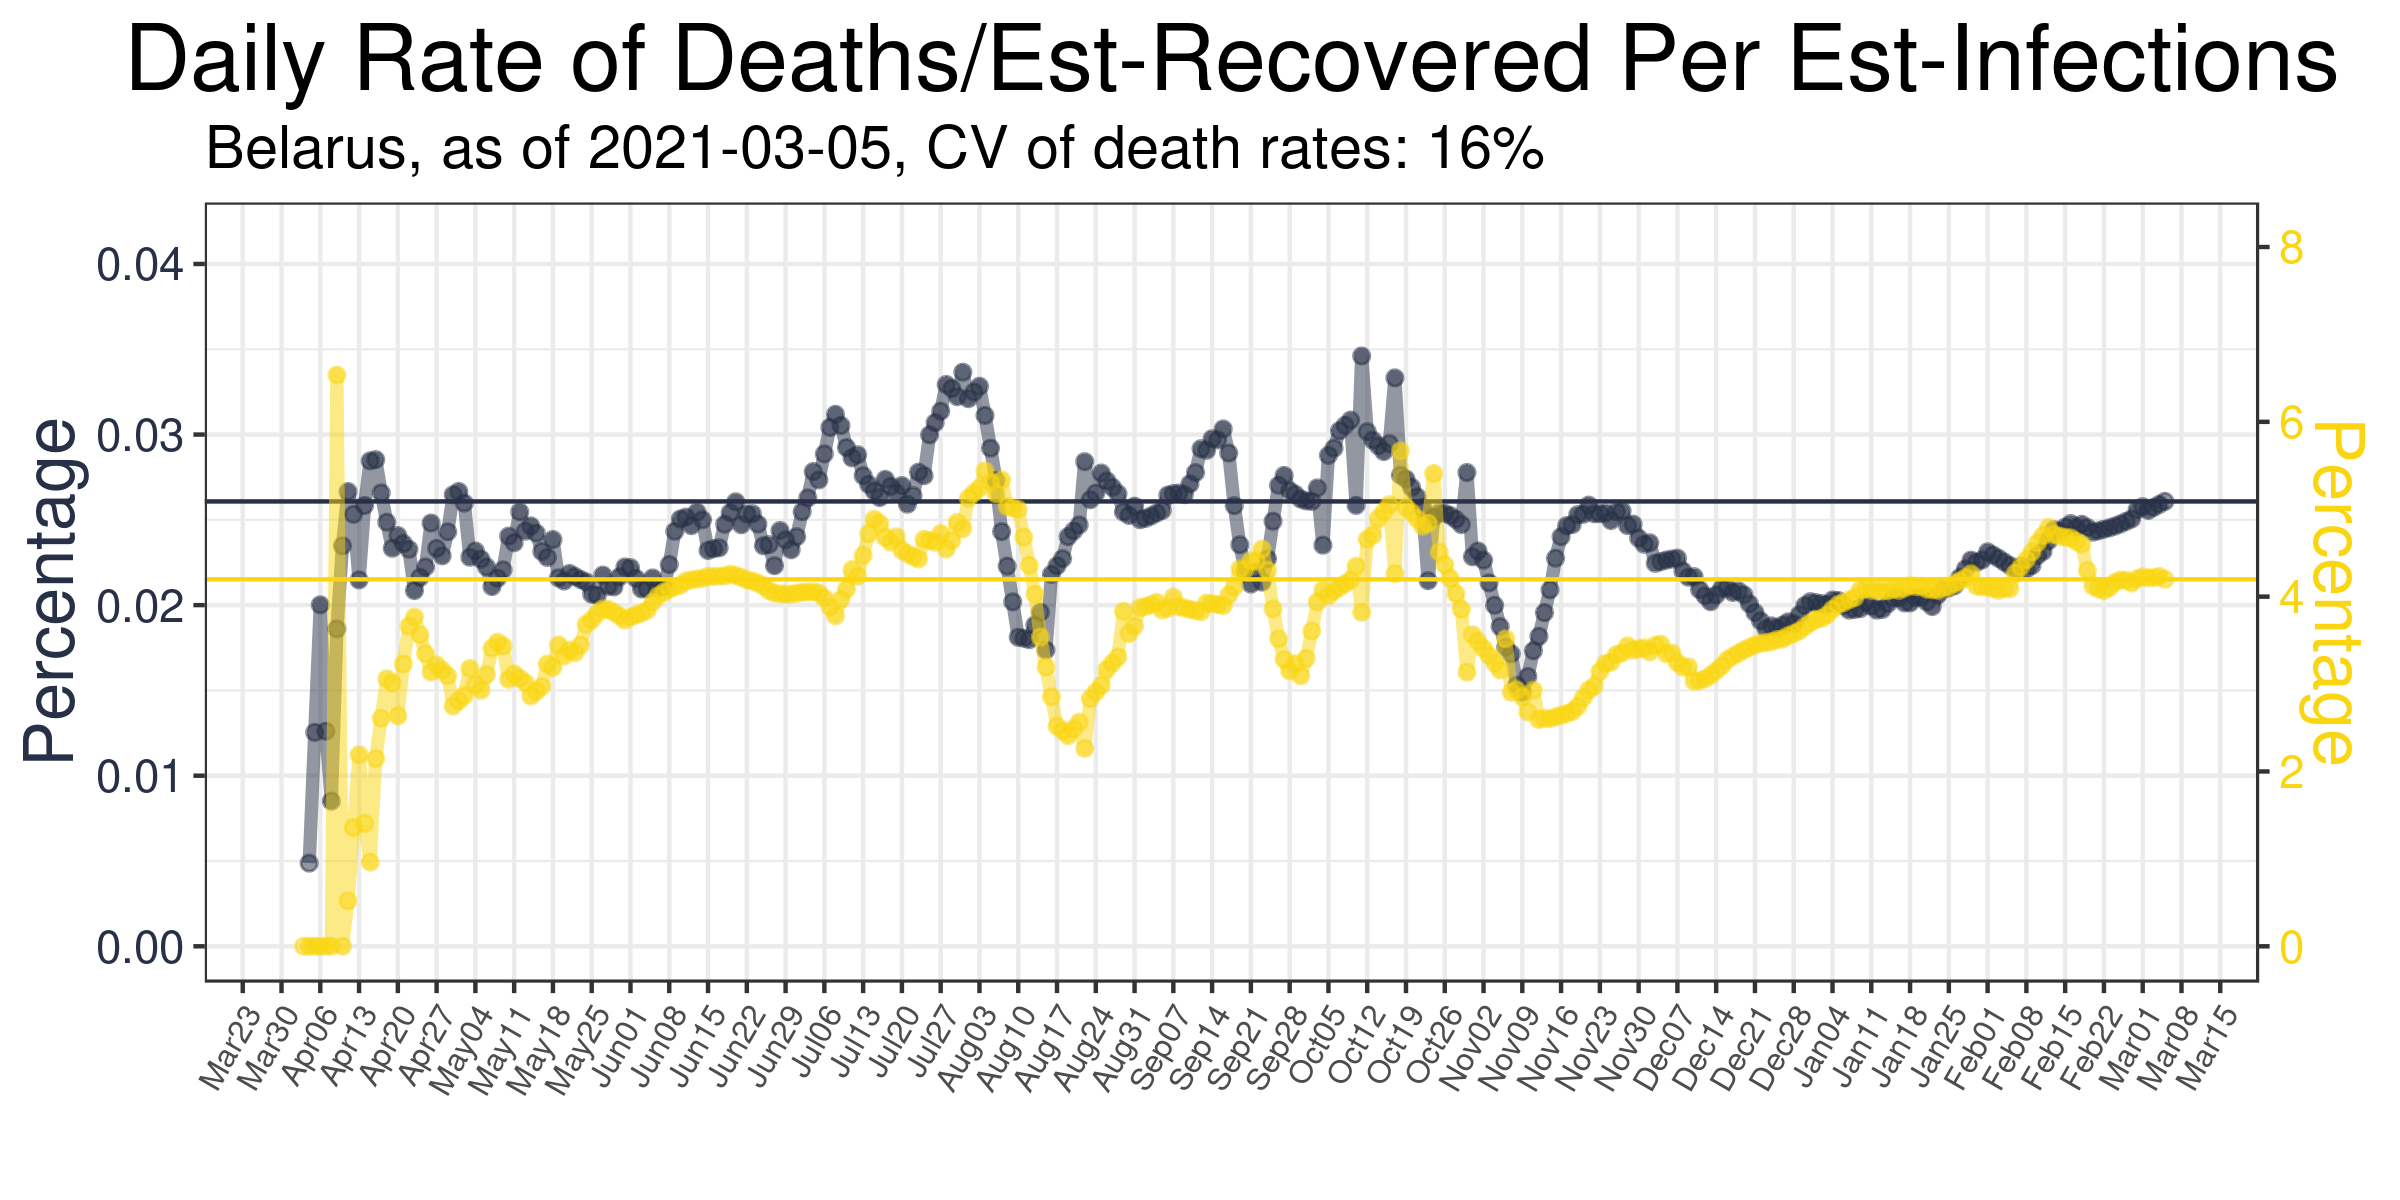 Daily Rate of Deaths/Est-Recovered Per Est-Infections
Belarus, as of 2021-03-05, CV of death rates: 16%
Percentage
0.04
0.03
0.02
0.01
0.00
8
6
4
2
0
Percentage
Mar23 Mar30 Apr06 Apr13 Apr20 Apr27 May04 May11 May18 May25 Jun01 Jun08 Jun15 Jun22 Jun29 Jul06 Jul13 Jul20 Jul27 Aug03 Aug10 Aug17 Aug24 Aug31 Sep07 Sep14 Sep21 Sep28 Oct05 Oct12 Oct19 Oct26 Nov02 Nov09 Nov16 Nov23 Nov30 Dec07 Dec14 Dec21 Dec28 Jan04 Jan11 Jan18 Jan25 Feb01 Feb08 Feb15 Feb22 Mar01 Mar08 Mar15